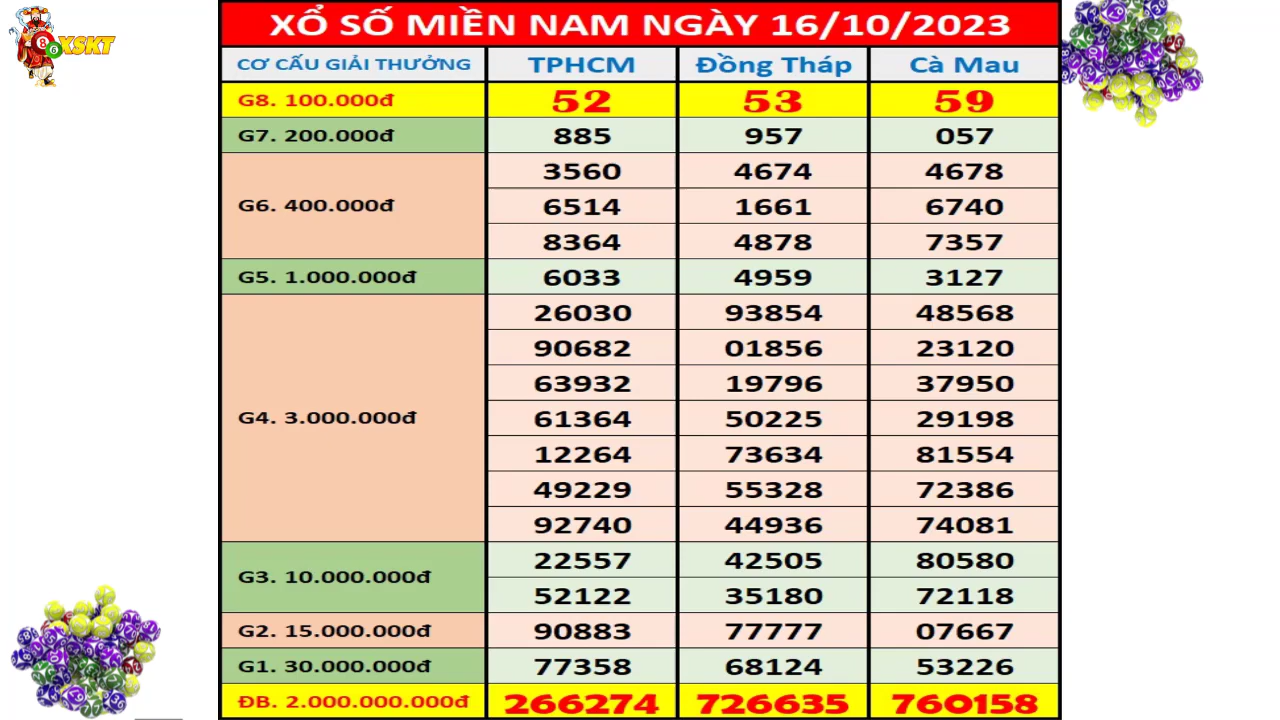 XSKT
XỔ SỐ MIỀN NAM NGÀY 16/10/2023
CƠ CẤU GIẢI THƯỞNG TPHCM Đồng Tháp Cà Mau
G8. 100.000đ 52 53 59
G7. 200.000đ 885 957 057
3560 4674 4678
G6. 400.000đ 6514 1661 6740
8364 4878 7357
G5. 1.000.000đ 6033 4959 3127
26030 93854 48568
90682 01856 23120
63932 19796 37950
G4. 3.000.000đ 61364 50225 29198
12264 73634 81554
49229 55328 72386
92740 44936 74081
G3. 10.000.000đ 22557 42505 80580
52122 35180 72118
G2. 15.000.000đ 90883 77777 07667
G1. 30.000.000đ 77358 68124 53226
ĐB. 2.000.000.000đ 266274 726635 760158